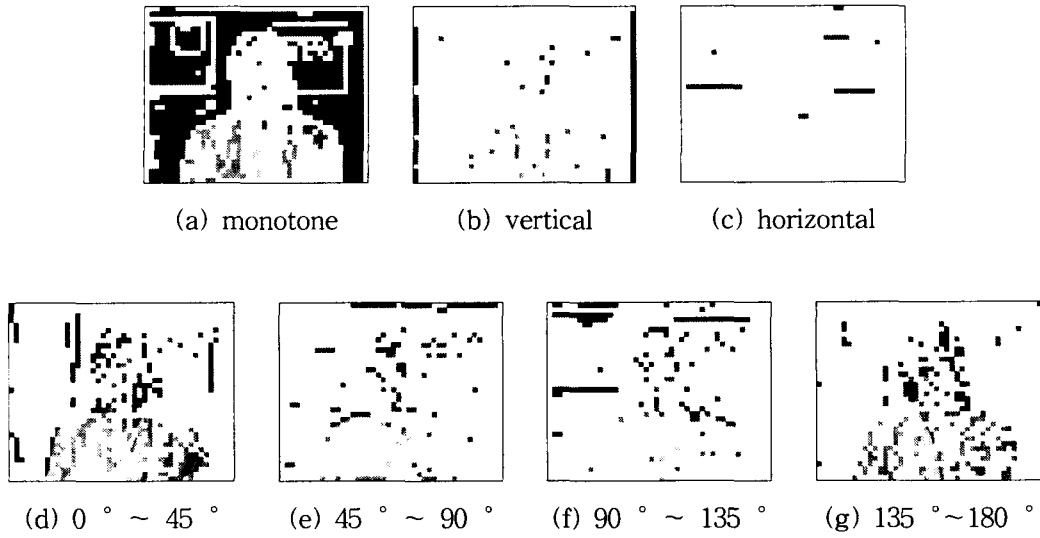 (a) monotone
(b) vertical
(c) horizontal
(d) 0 ° ~ 45 °
(e) 45 ° ~ 90 °
(f) 90 ° ~ 135 °
(g) 135 °~180 °